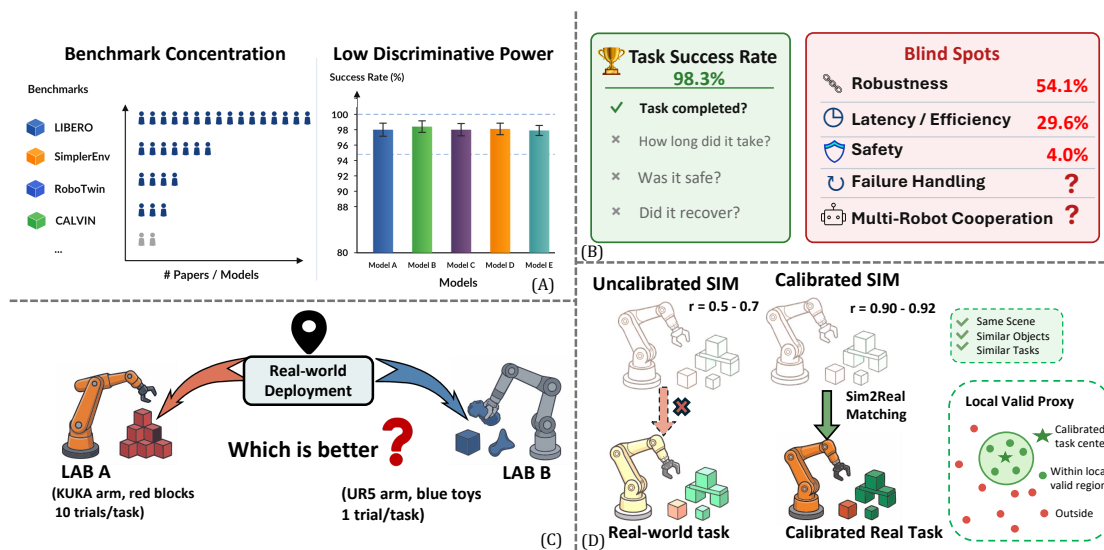 Benchmark Concentration
Benchmarks
LIBERO
SimplerEnv
RoboTwin
CALVIN
...
# Papers / Models
Low Discriminative Power
Success Rate (%)
100
98
96
94
92
90
88
80
Model A
Model B
Model C
Model D
Model E
Models
(A)
Task Success Rate
98.3%
Task completed?
How long did it take?
Was it safe?
Did it recover?
Blind Spots
Robustness 54.1%
Latency / Efficiency 29.6%
Safety 4.0%
Failure Handling ?
Multi-Robot Cooperation ?
(B)
Real-world
Deployment
Which is better ?
LAB A
(KUKA arm, red blocks
10 trials/task)
LAB B
(UR5 arm, blue toys
1 trial/task)
(C)
Uncalibrated SIM
r = 0.5 - 0.7
Real-world task
Calibrated SIM
r = 0.90 - 0.92
Sim2Real
Matching
Calibrated Real Task
Same Scene
Similar Objects
Similar Tasks
Local Valid Proxy
Calibrated
task cente
Within loca
valid region
Outside
(D)